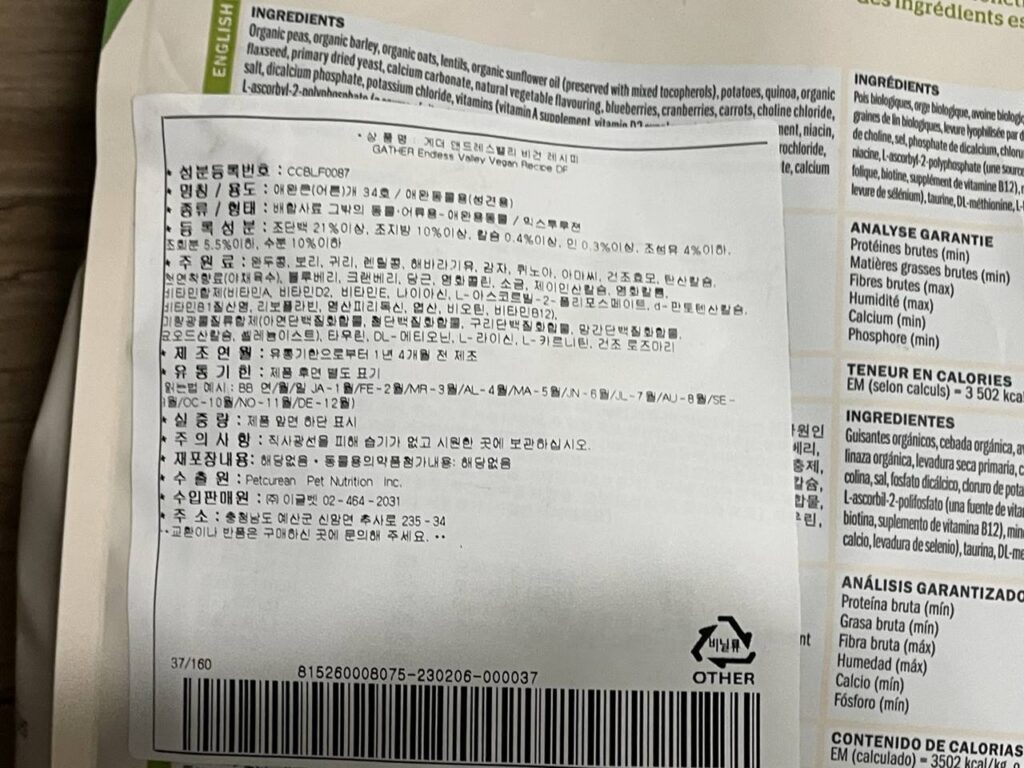 ENGLISH
INGREDIENTS
Organic peas, organic barley, organic oats, lentils, organic sunflower oil (preserved with mixed tocopherols), potatoes, quinoa, organic
flaxseed, primary dried yeast, calcium carbonate, natural vegetable flavouring, blueberries, cranberries, carrots, choline chloride,
salt, dicalcium phosphate, potassium chloride, vitamins (vitamin A supplement, vitamin D2
L-ascorbyl-2-polyphosphate
ment, niacin,
rochloride,
te, calcium
* 상 품 명 : 게더 앤드레스밸리 비건 레시피
GATHER Endless Valley Vegan Recipe DF
* 성분등록번호 : CCBLF0087
* 명칭 / 용도 : 애완큰(어른)개 34호 / 애완동물용(성견용)
* 종류 / 형태 : 배합사료 그밖의 동물·어류용-애완용동물 / 익스투루젼
* 등 록 성 분 : 조단백 21%이상, 조지방 10%이상, 칼슘 0.4%이상, 인 0.3%이상, 조섬유 4%이하,
조회분 5.5%이하, 수분 10%이하
* 주 원 료 : 완두콩, 보리, 귀리, 렌틸콩, 해바라기유, 감자, 퀴노아, 아마씨, 건조효모, 탄산칼슘,
천연착향료(야채육수), 블루베리, 크랜베리, 당근, 염화콜린, 소금, 제이인산칼슘, 염화칼륨,
비타민합제(비타민A, 비타민D2, 비타민E, 나이아신, L-아스코르빌-2-폴리포스페이트, d-판토텐산칼슘,
비타민B1질산염, 리보플라빈, 염산피리독신, 엽산, 비오틴, 비타민B12),
미량광물질류합제(아연단백질화합물, 철단백질화합물, 구리단백질화합물, 망간단백질화합물,
요오드산칼슘, 셀레늄이스트), 타우린, DL-메티오닌, L-라이신, L-카르니틴, 건조 로즈마리
* 제 조 연 월 : 유통기한으로부터 1년 4개월 전 제조
* 유 통 기 한 : 제품 후면 별도 표기
읽는법 예시 : BB 연/월/일 JA-1월/FE-2월/MR-3월/AL-4월/MA-5월/JN-6월/JL-7월/AU-8월/SE-
9월/OC-10월/NO-11월/DE-12월)
* 실 중 량 : 제품 앞면 하단 표시
* 주 의 사 항 : 직사광선을 피해 습기가 없고 시원한 곳에 보관하십시오.
* 재포장내용: 해당없음 * 동물용의약품첨가내용: 해당없음
* 수 출 원 : Petcurean Pet Nutrition Inc.
* 수입판매원 : ㈜ 이글벳 02-464-2031
* 주 소 : 충청남도 예산군 신암면 추사로 235-34
**교환이나 반품은 구매하신 곳에 문의해 주세요. **
비닐류
OTHER
37/160
815260008075-230206-000037
원인
베리,
충제,
칼슘,
합물,
우린,
nt
des ingrédients es
INGRÉDIENTS
Pois biologiques, orge biologique, avoine biologi
graines de lin biologiques, levure lyophilisée par
de choline, sel, phosphate de dicalcium, chloru
niacine, L-ascorbyl-2-polyphosphate (une source
folique, biotine, supplément de vitamine B12),
levure de sélénium), taurine, DL-méthionine, L-
ANALYSE GARANTIE
Protéines brutes (min)
Matières grasses brutes (min)
Fibres brutes (max)
Humidité (max)
Calcium (min)
Phosphore (min)
TENEUR EN CALORIES
EM (selon calculs) = 3 502 kcal
INGREDIENTES
Guisantes orgánicos, cebada orgánica, av
linaza orgánica, levadura seca primaria, c
colina, sal, fosfato dicálcico, cloruro de pota
L-ascorbil-2-polifosfato (una fuente de vita
biotina, suplemento de vitamina B12), min
calcio, levadura de selenio), taurina, DL-me
ANÁLISIS GARANTIZADO
Proteína bruta (mín)
Grasa bruta (mín)
Fibra bruta (máx)
Humedad (máx)
Calcio (mín)
Fósforo (mín)
CONTENIDO DE CALORIAS
EM (calculado) = 3502 kcal/kg